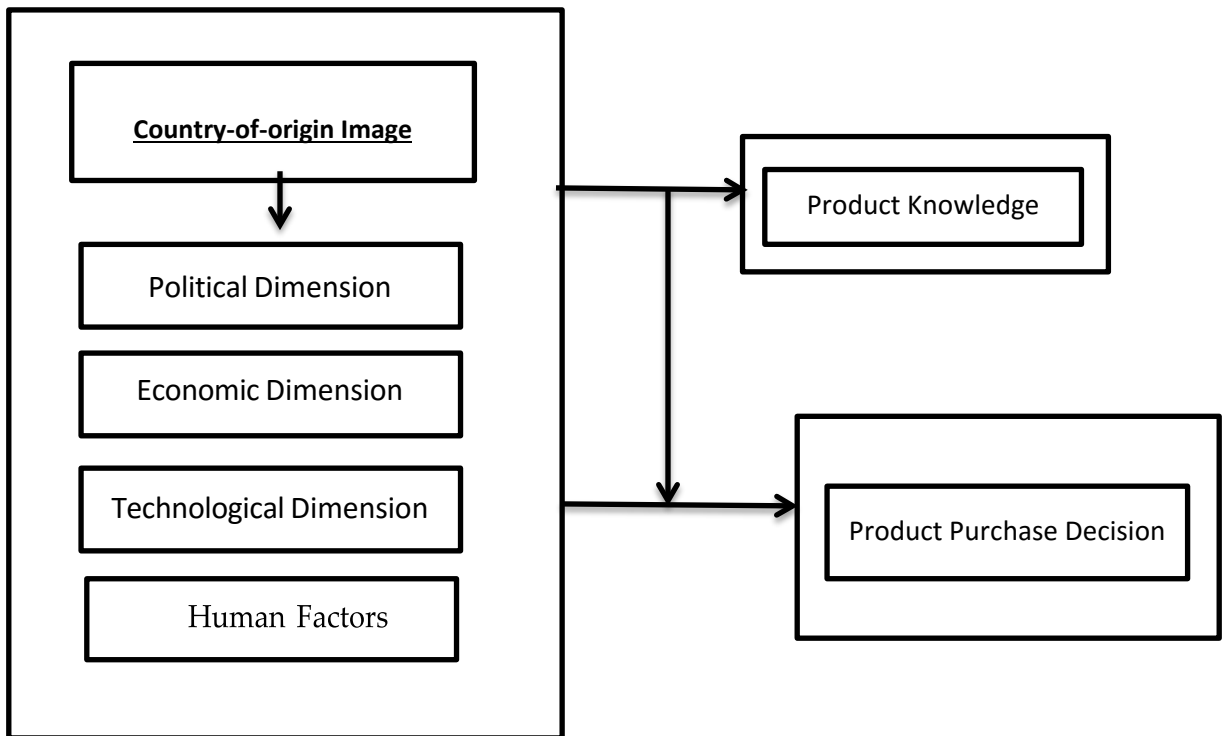 Country-of-origin Image
Political Dimension
Economic Dimension
Technological Dimension
Human Factors
Product Knowledge
Product Purchase Decision